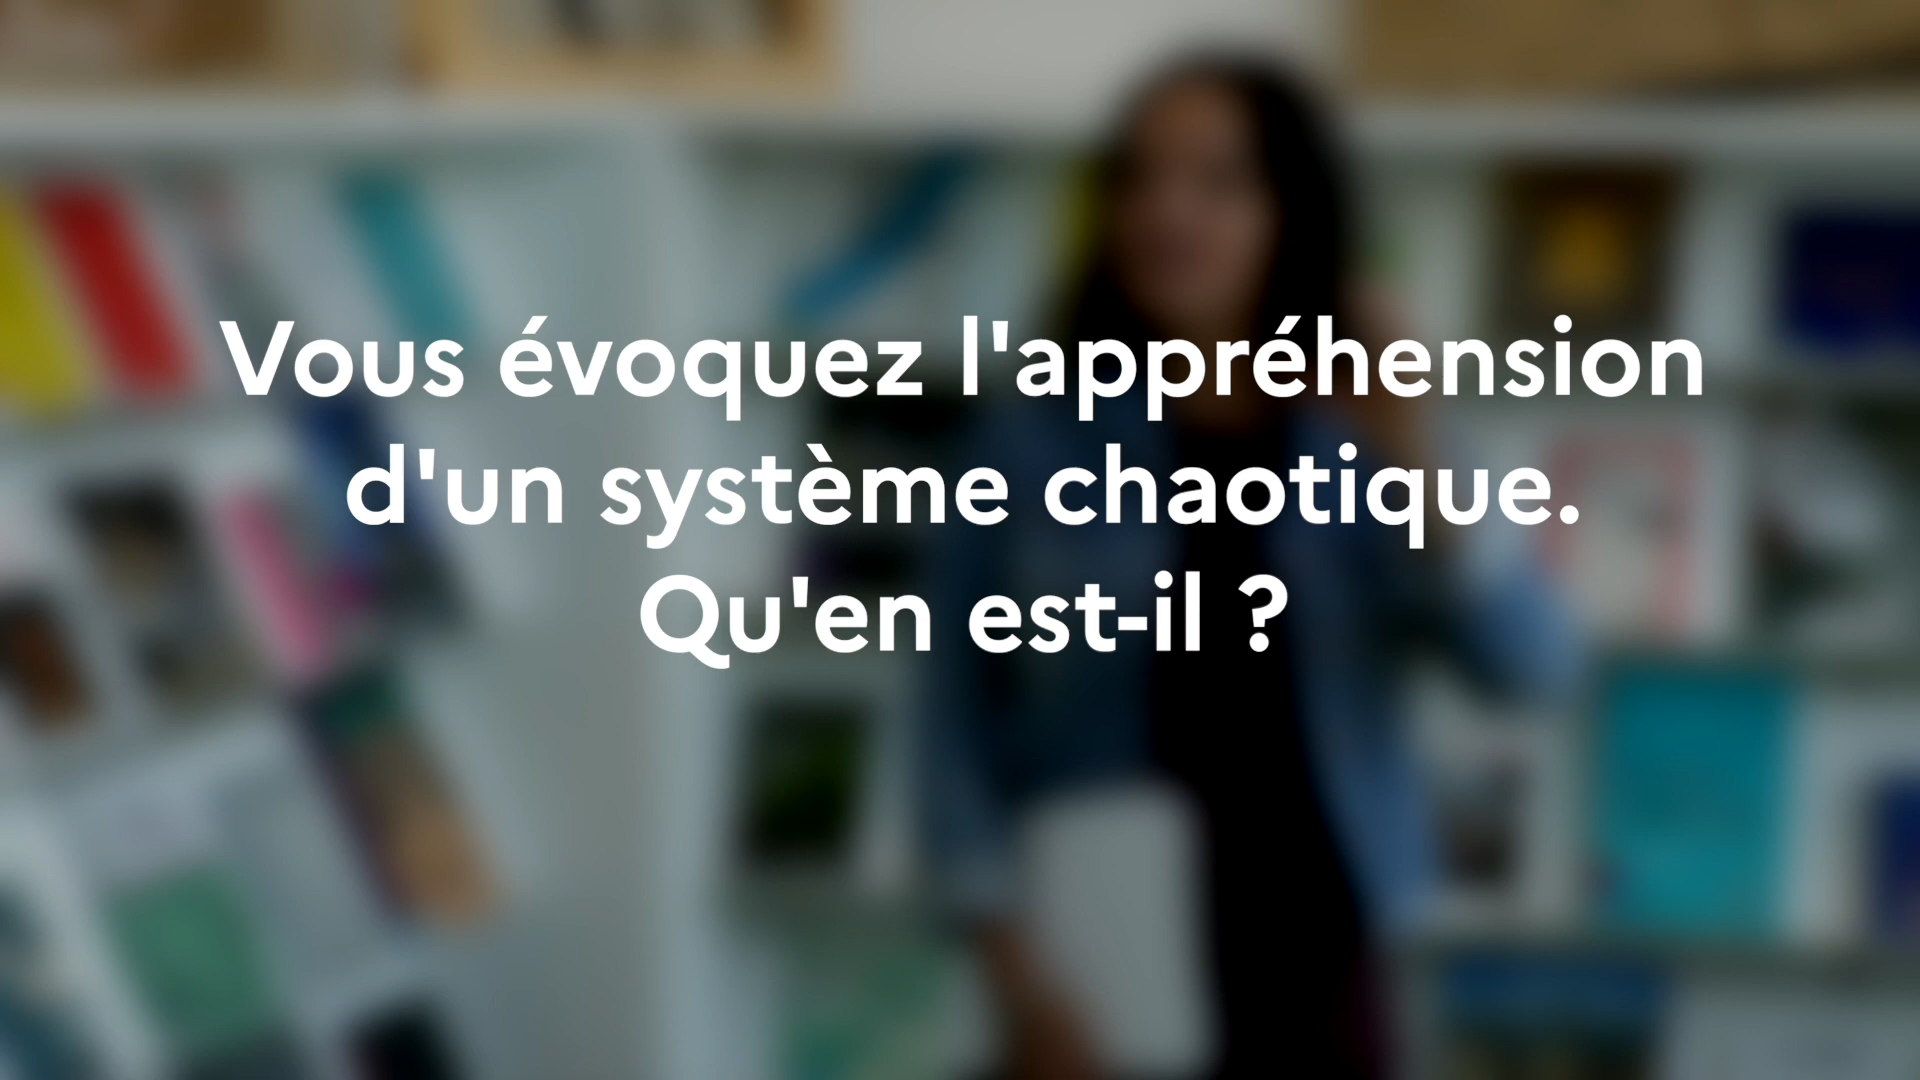 Vous évoquez l'appréhension
d'un système chaotique.
Qu'en est-il ?